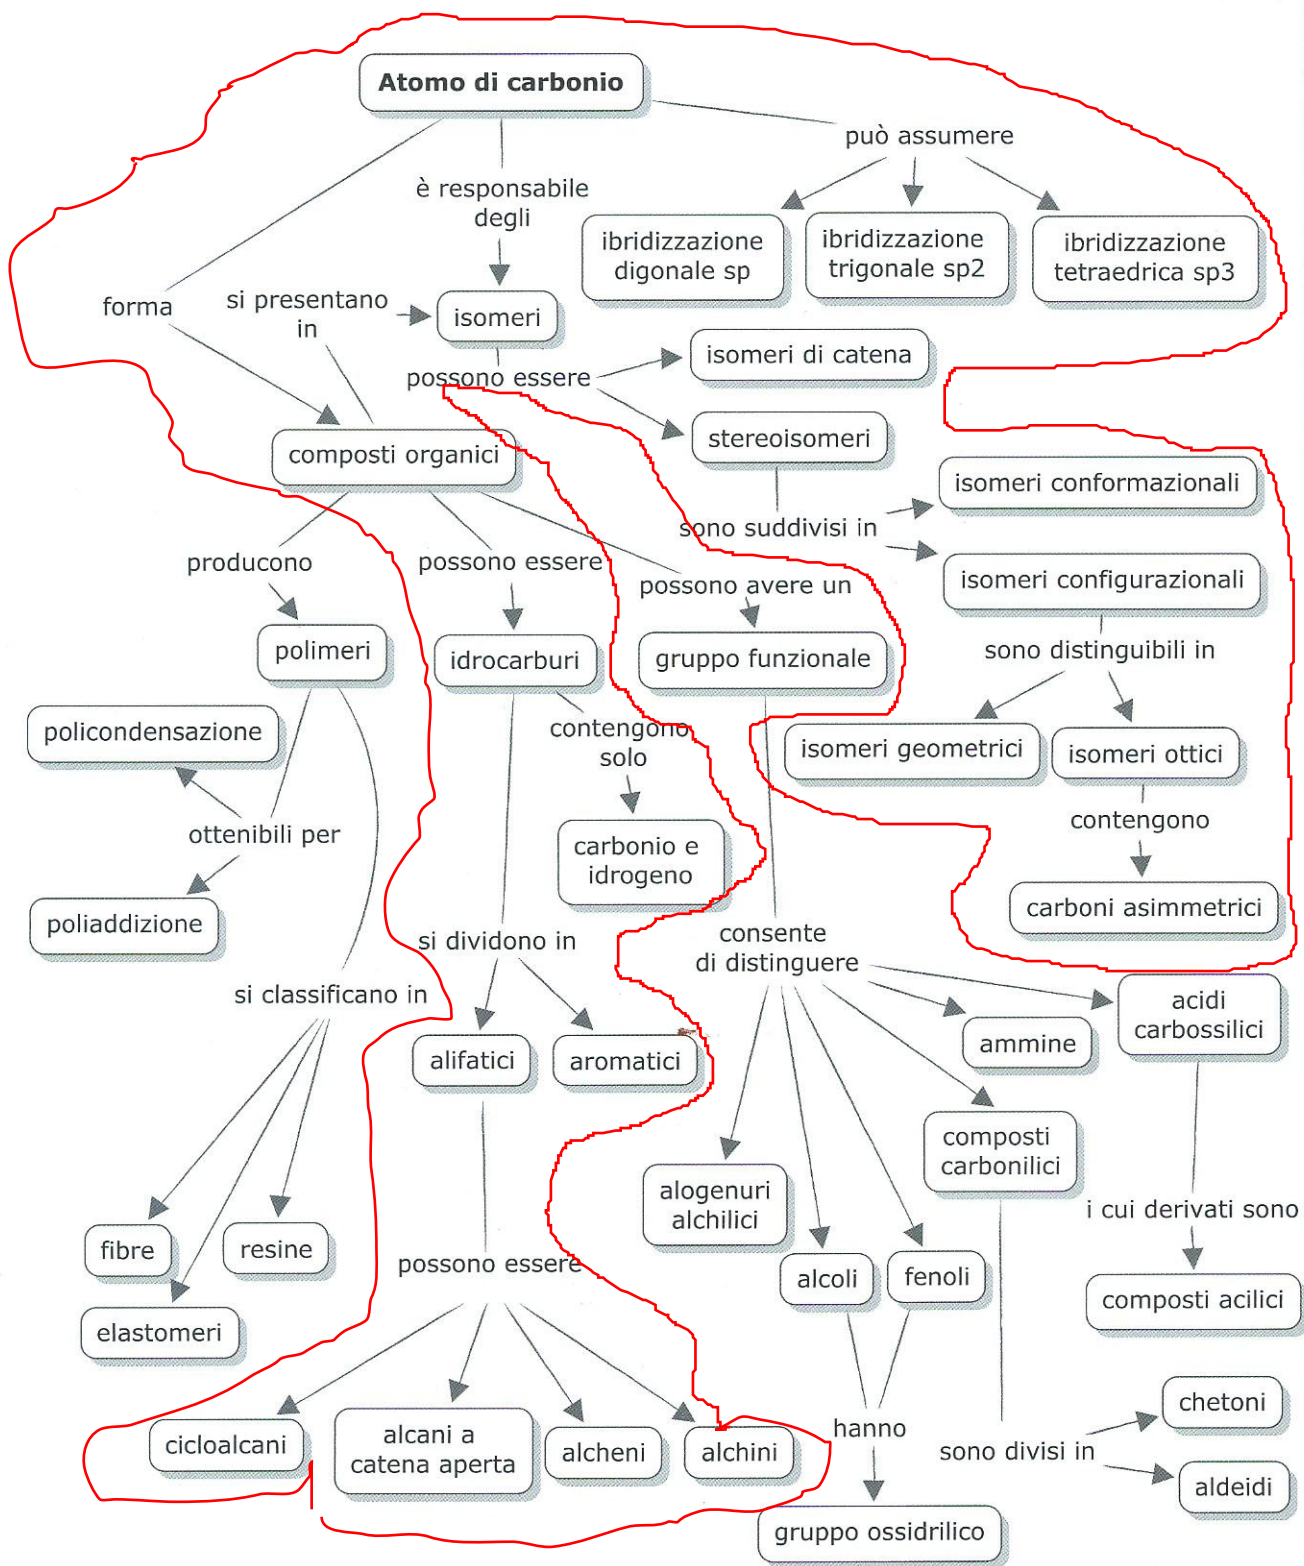 Atomo di carbonio
può assumere
è responsabile
degli
ibridizzazione
digonale sp
ibridizzazione
trigonale sp2
ibridizzazione
tetraedrica sp3
forma
si presentano
in
isomeri
isomeri di catena
possono essere
stereoisomeri
composti organici
isomeri conformazionali
sono suddivisi in
producono
possono essere
possono avere un
isomeri configurazionali
polimeri
idrocarburi
gruppo funzionale
sono distinguibili in
policondensazione
contengono
solo
isomeri geometrici
isomeri ottici
ottenibili per
carbonio e
idrogeno
contengono
poliaddizione
carboni asimmetrici
si dividono in
consente
di distinguere
si classificano in
acidi
carbossilici
alifatici
aromatici
ammine
composti
carbonilici
alogenuri
alchilici
i cui derivati sono
fibre
resine
possono essere
alcoli
fenoli
composti acilici
elastomeri
chetoni
cicloalcani
alcani a
catena aperta
alcheni
alchini
hanno
sono divisi in
aldeidi
gruppo ossidrilico